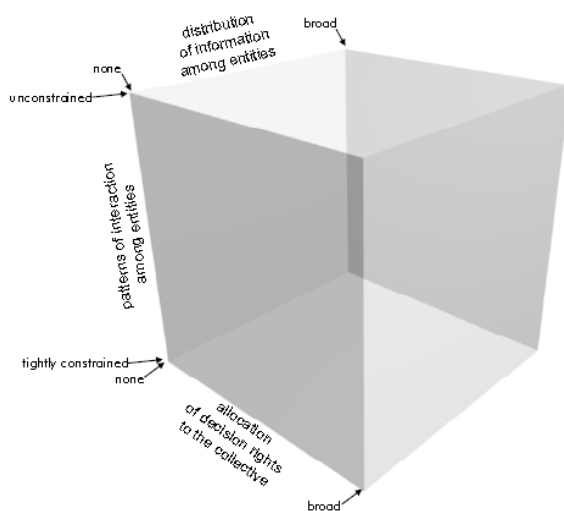 distribution
of information
among entities
broad
none
unconstrained
patterns of interaction
among entities
tightly constrained
none
allocation
of decision rights
to the collective
broad